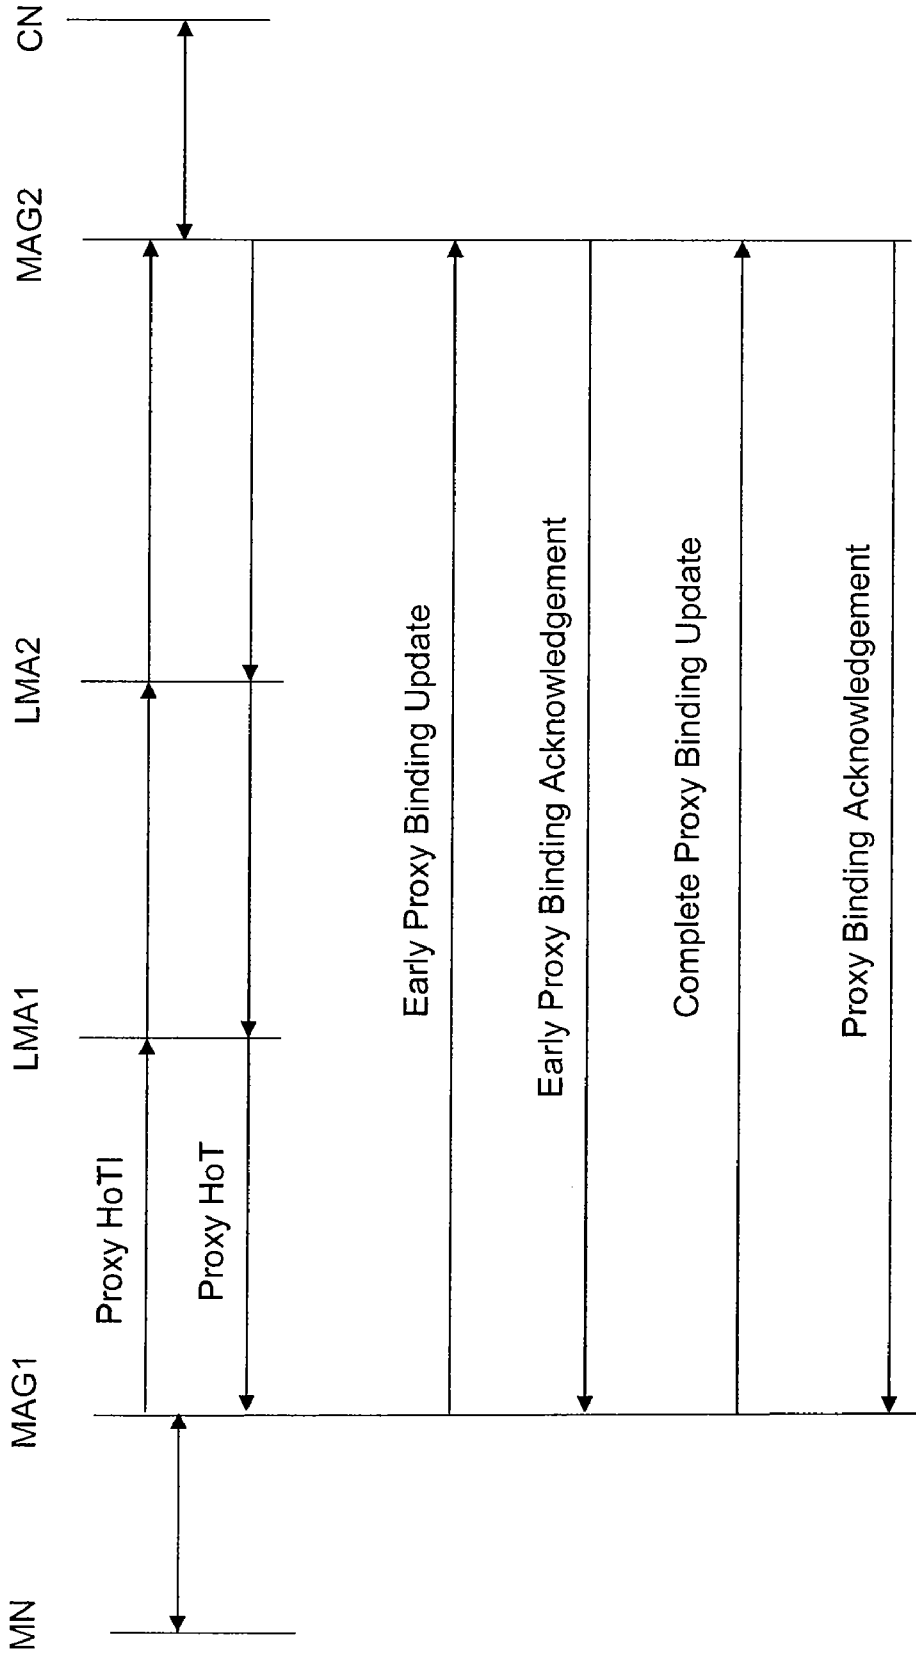 MN
MAG1
LMA1
LMA2
MAG2
CN
Proxy HoTI
Proxy HoT
Early Proxy Binding Update
Early Proxy Binding Acknowledgement
Complete Proxy Binding Update
Proxy Binding Acknowledgement